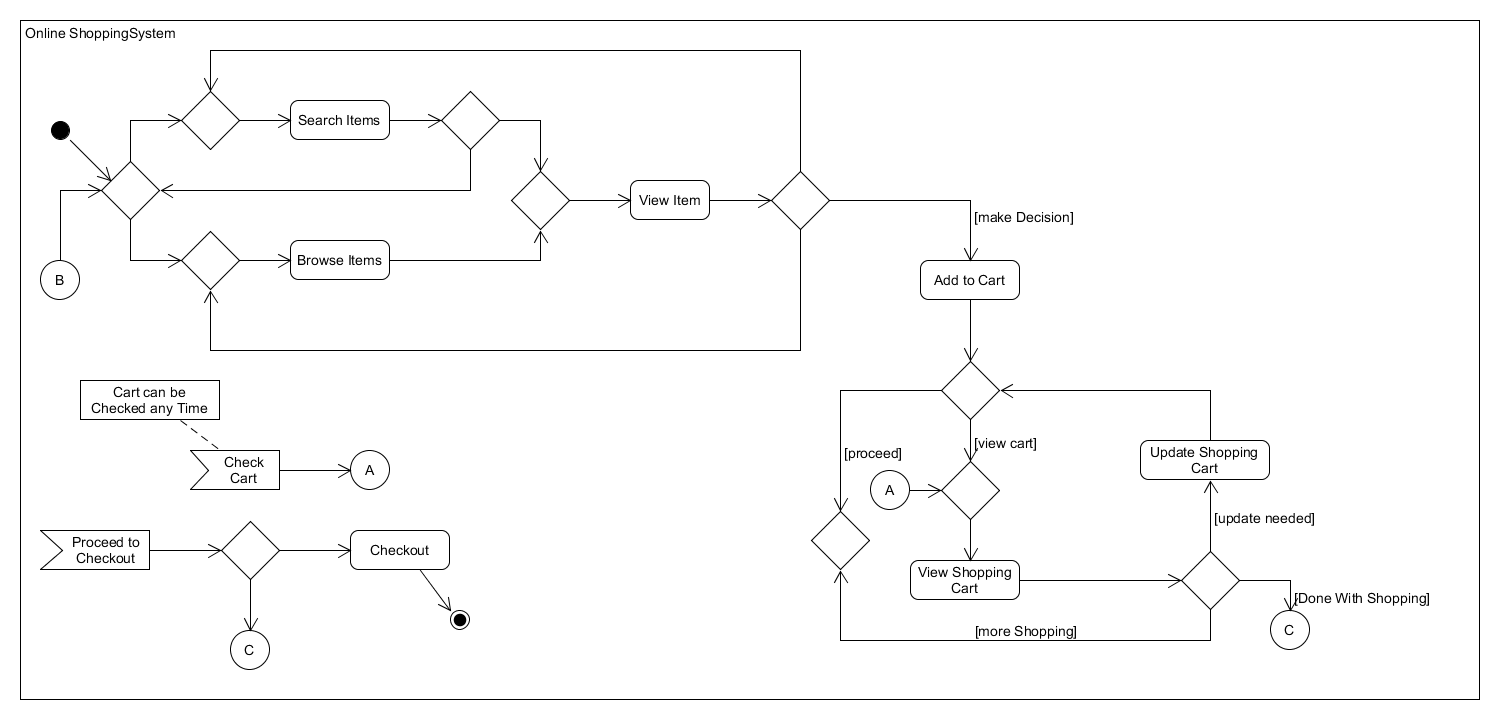 Online ShoppingSystem
Search Items
View Item
[make Decision]
Browse Items
B
Add to Cart
Cart can be
Checked any Time
Check
Cart
A
[view cart]
[proceed]
A
Update Shopping
Cart
[update needed]
Proceed to
Checkout
Checkout
View Shopping
Cart
[Done With Shopping]
[more Shopping]
C
C